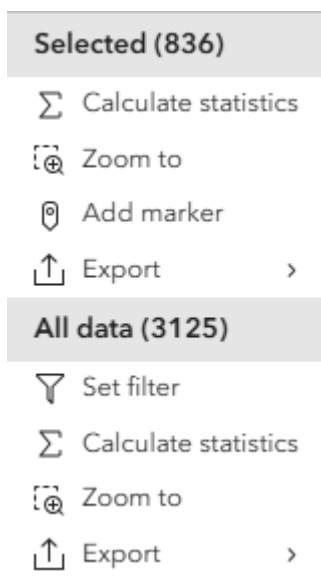 Selected (836)
Calculate statistics
Zoom to
Add marker
Export
All data (3125)
Set filter
Calculate statistics
Zoom to
Export